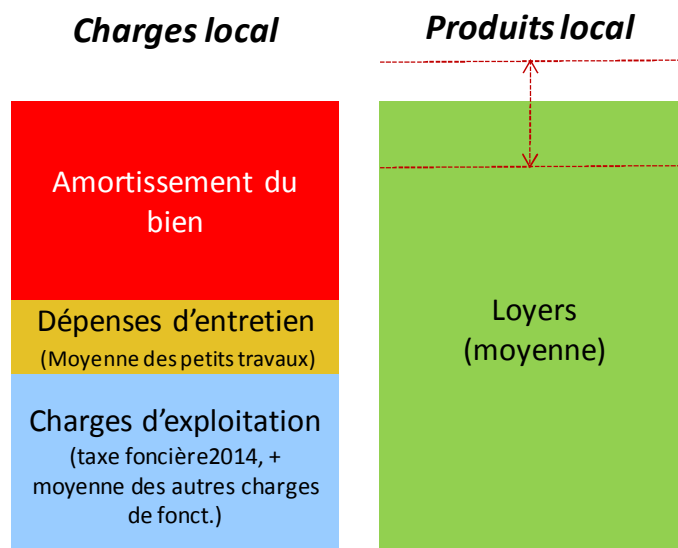 Charges local
Produits local
Amortissement du
bien
Dépenses d'entretien
(Moyenne des petits travaux)
Charges d'exploitation
(taxe foncière2014, +
moyenne des autres charges
de fonct.)
Loyers
(moyenne)